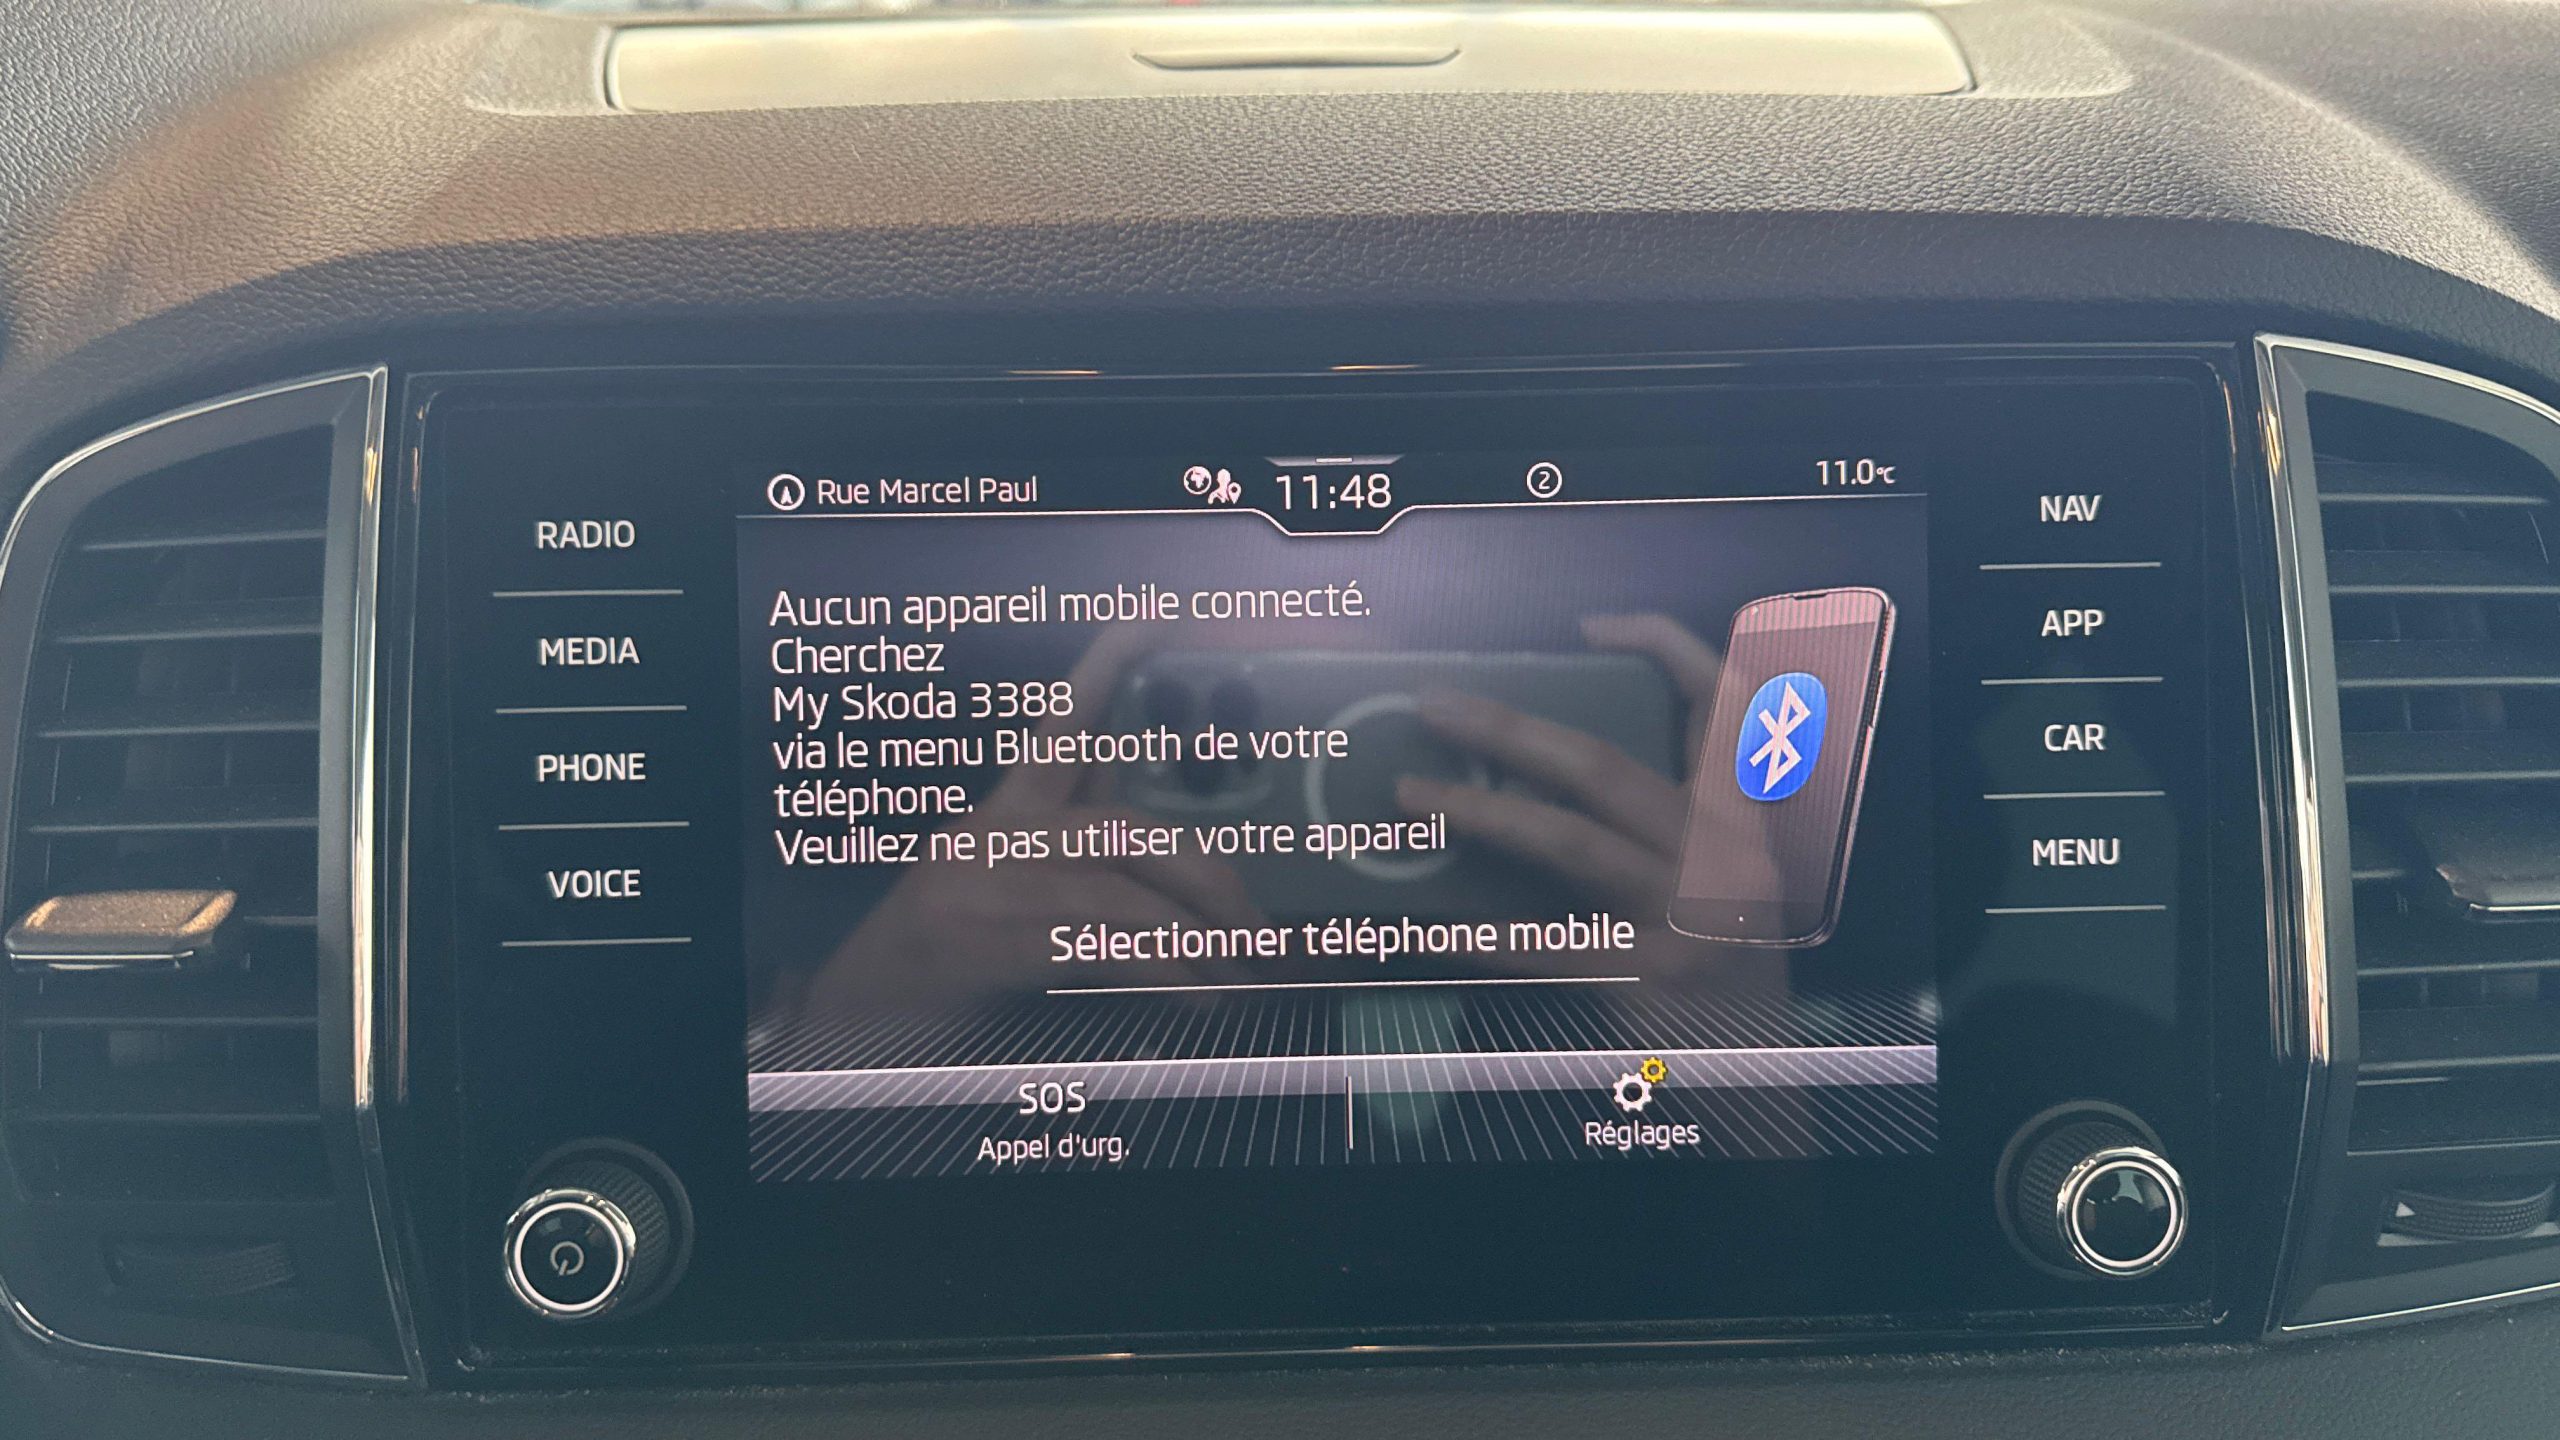 Rue Marcel Paul
11:48
2
11.0°C
RADIO
MEDIA
PHONE
VOICE
Aucun appareil mobile connecté.
Cherchez
My Skoda 3388
via le menu Bluetooth de votre
téléphone.
Veuillez ne pas utiliser votre appareil
Sélectionner téléphone mobile
SOS
Appel d'urg.
Réglages
NAV
APP
CAR
MENU